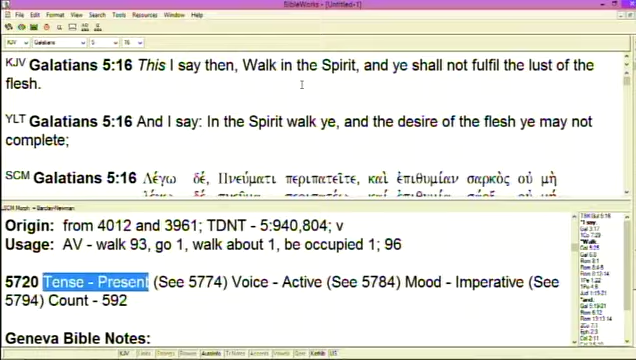 BibleWorks - [Untitled-1]
File Edit Format View Search Tools Resources Window Help
KJV Galatians 5 16
KJV Galatians 5:16 This I say then, Walk in the Spirit, and ye shall not fulfil the lust of the
flesh.
YLT Galatians 5:16 And I say: In the Spirit walk ye, and the desire of the flesh ye may not
complete;
SCM Galatians 5:16 Λέγω δέ, Πνεύματι περιπατεῖτε, καὶ ἐπιθυμίαν σαρκὸς οὐ μὴ
Origin: from 4012 and 3961; TDNT - 5:940,804; v
Usage: AV - walk 93, go 1, walk about 1, be occupied 1; 96
5720 Tense - Present (See 5774) Voice - Active (See 5784) Mood - Imperative (See
5794) Count - 592
Geneva Bible Notes: